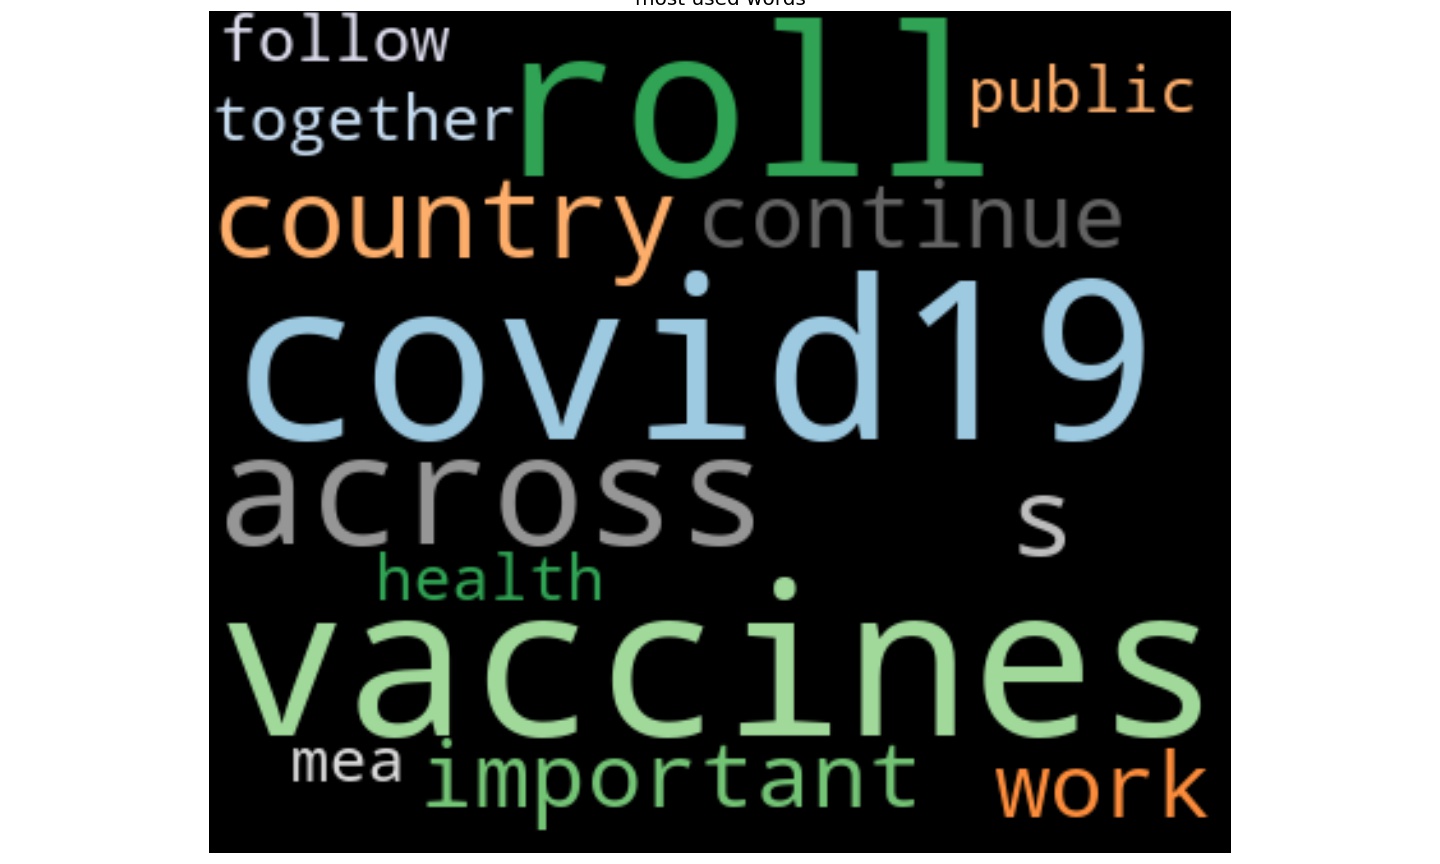 most used words
follow
roll
public
together
country
continue
covid19
across
s
health
vaccines
mea
important
work